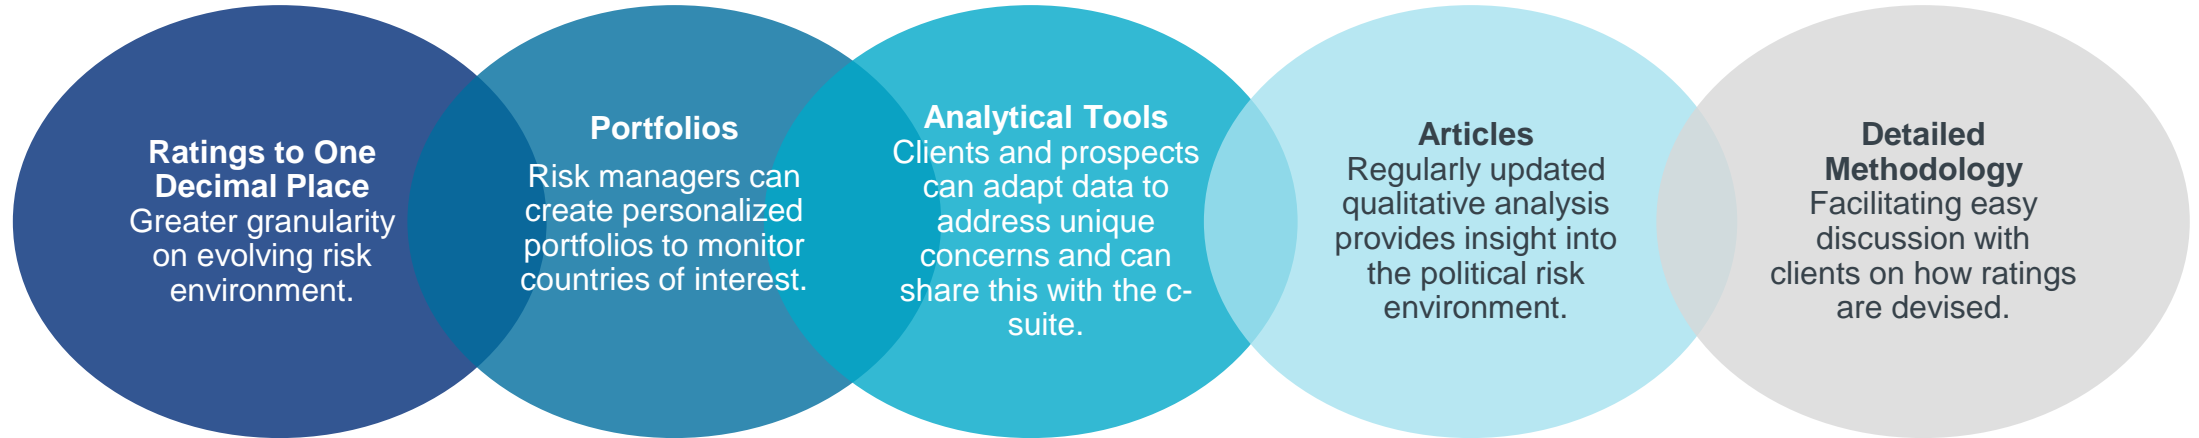 Ratings to One
Decimal Place
Greater granularity
on evolving risk
environment.
Portfolios
Risk managers can
create personalized
portfolios to monitor
countries of interest.
Analytical Tools
Clients and prospects
can adapt data to
address unique
concerns and can
share this with the c-
suite.
Articles
Regularly updated
qualitative analysis
provides insight into
the political risk
environment.
Detailed
Methodology
Facilitating easy
discussion with
clients on how ratings
are devised.